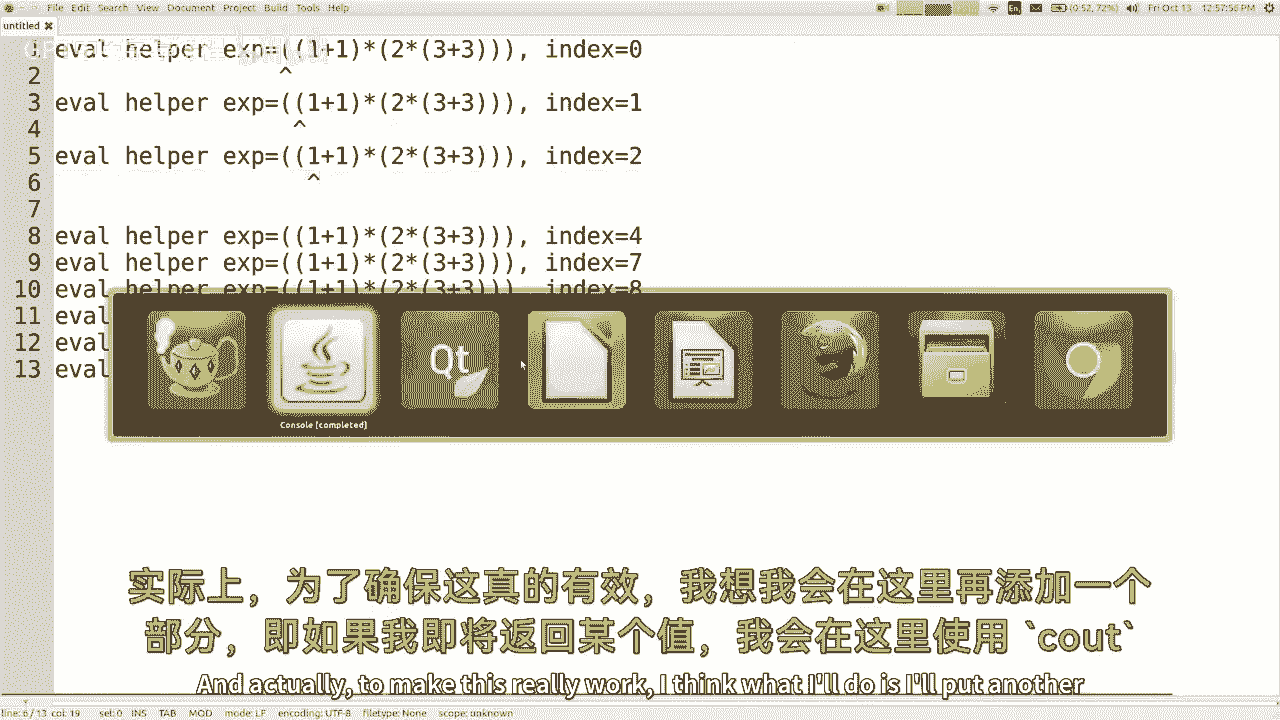 File Edit Search View Document Project Build Tools Help
En
(0:52, 72%)
Fri Oct 13 12:57:56 PM
untitled
1 eval helper exp=((1+1)*(2*(3+3))), index=0
2 ^
3 eval helper exp=((1+1)*(2*(3+3))), index=1
4 ^
5 eval helper exp=((1+1)*(2*(3+3))), index=2
6 ^
7
8 eval helper exp=((1+1)*(2*(3+3))), index=4
9 eval helper exp=((1+1)*(2*(3+3))), index=7
10 eval helper exp=((1+1)*(2*(3+3))), index=8
11 eval
12 eval
13 eval
Qt
Console [completed]
实际上，为了确保这真的有效，我想我会在这里再添加一个
部分，即如果我即将返回某个值，我会在这里使用 `cout`
And actually, to make this really work, I think what I'll do is I'll put another
line: 6 / 13 col: 19 sel: 0 INS TAB MOD mode: LF encoding: UTF-8 filetype: None scope: unknown